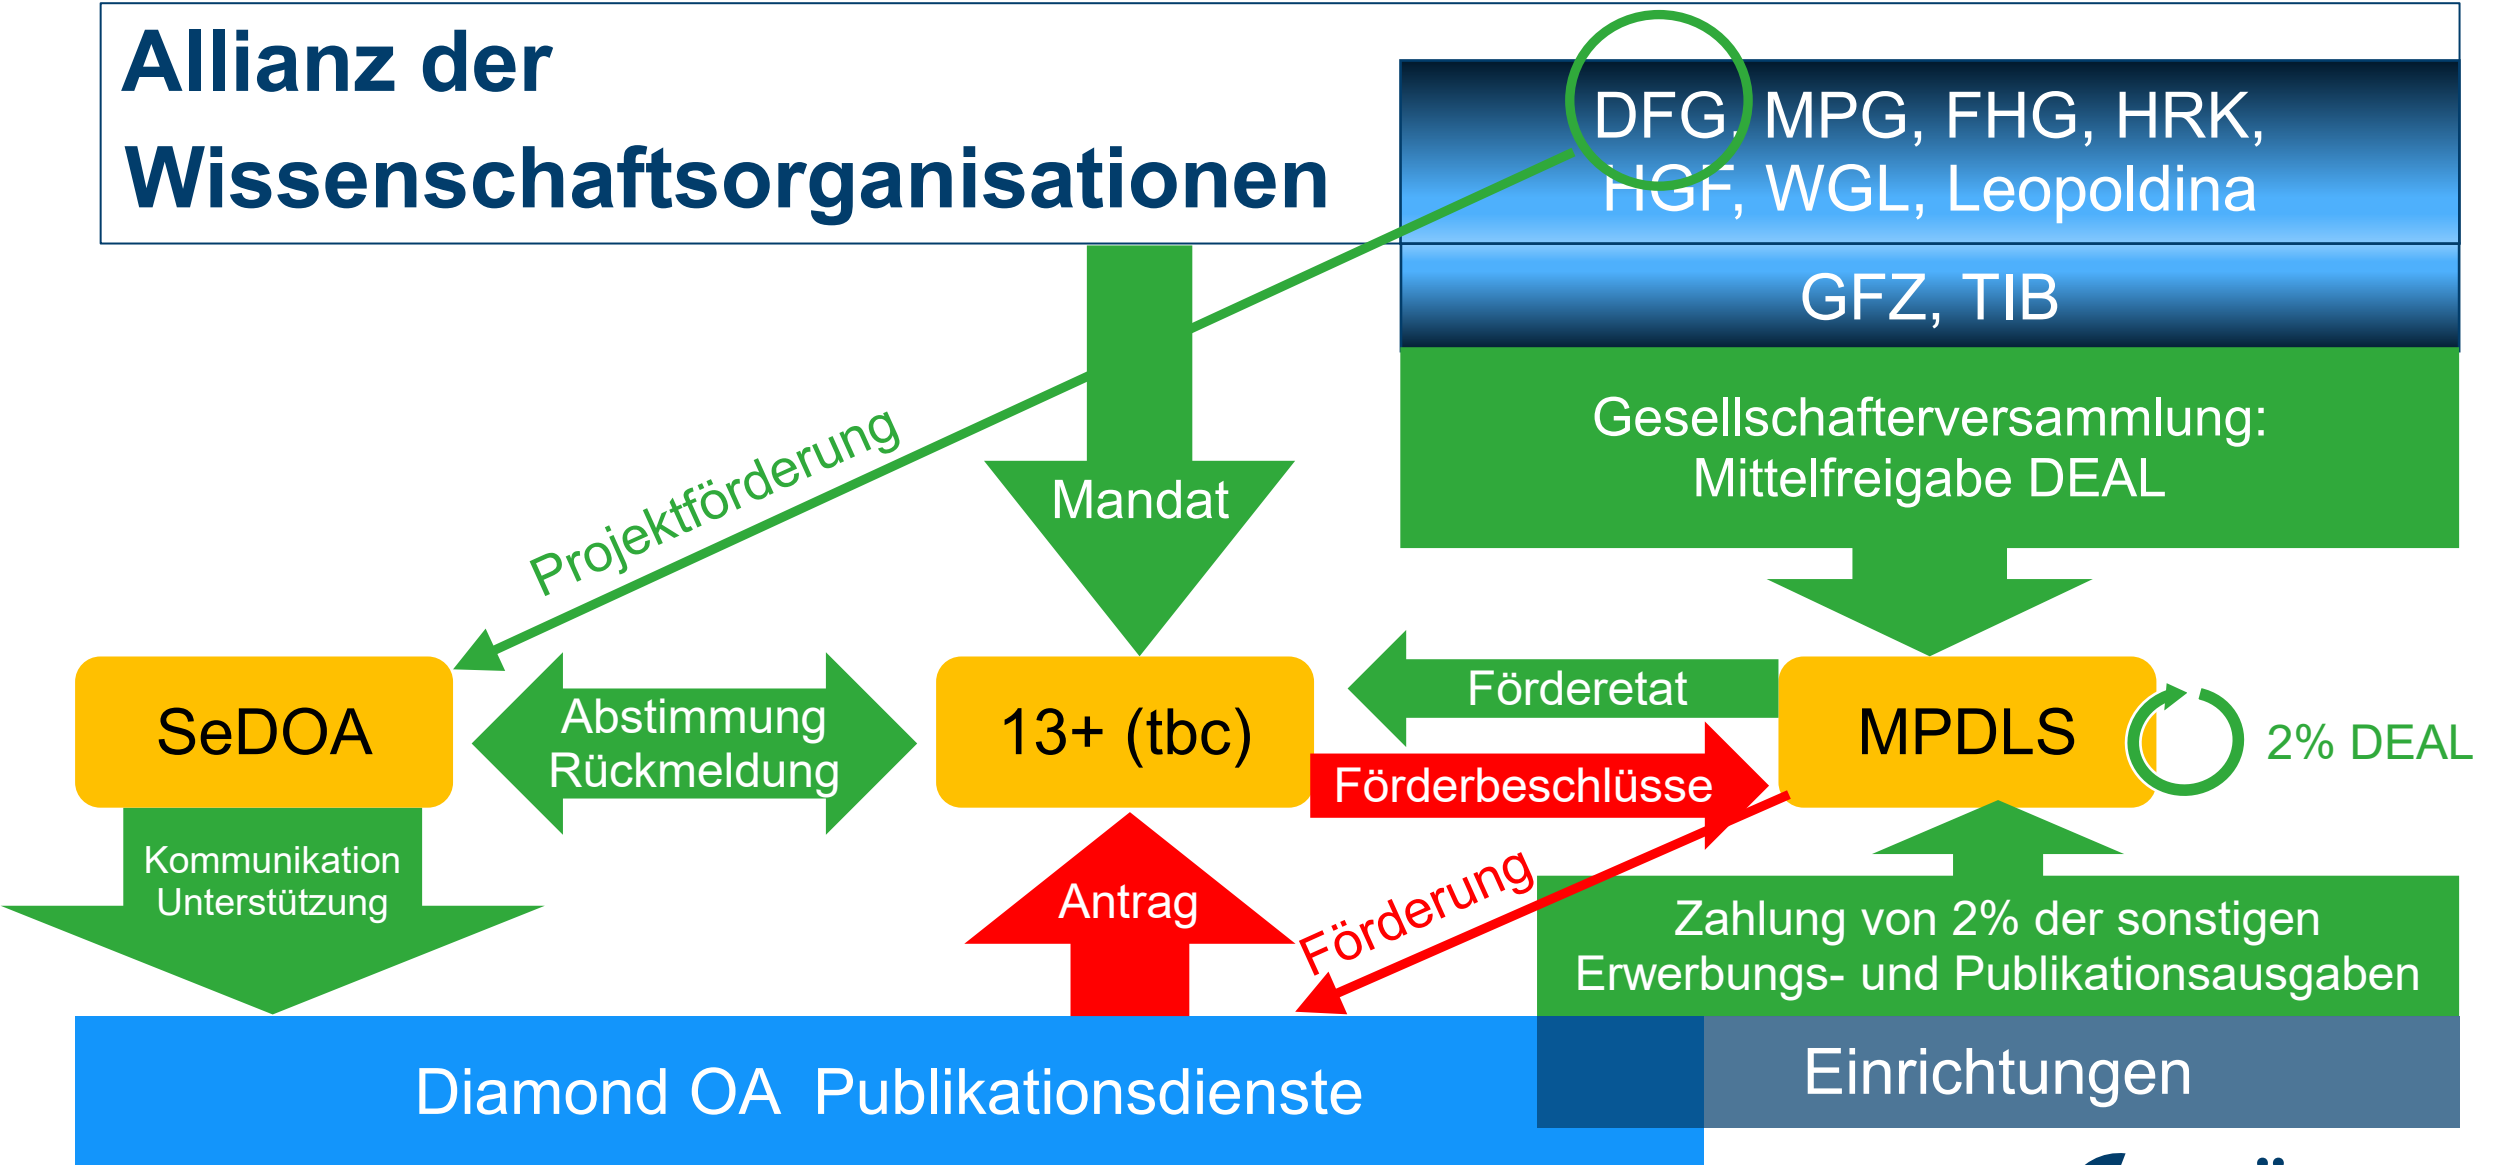 Allianz der
Wissenschaftsorganisationen
DFG, MPG, FHG, HRK,
HGF, WGL, Leopoldina
GFZ, TIB
Gesellschafterversammlung:
Mittelfreigabe DEAL
Projektförderung
Mandat
SeDOA
Abstimmung
Rückmeldung
13+ (tbc)
Förderetat
Förderbeschlüsse
MPDLS
2% DEAL
Kommunikation
Unterstützung
Antrag
Förderung
Zahlung von 2% der sonstigen
Erwerbungs- und Publikationsausgaben
Diamond OA Publikationsdienste
Einrichtungen